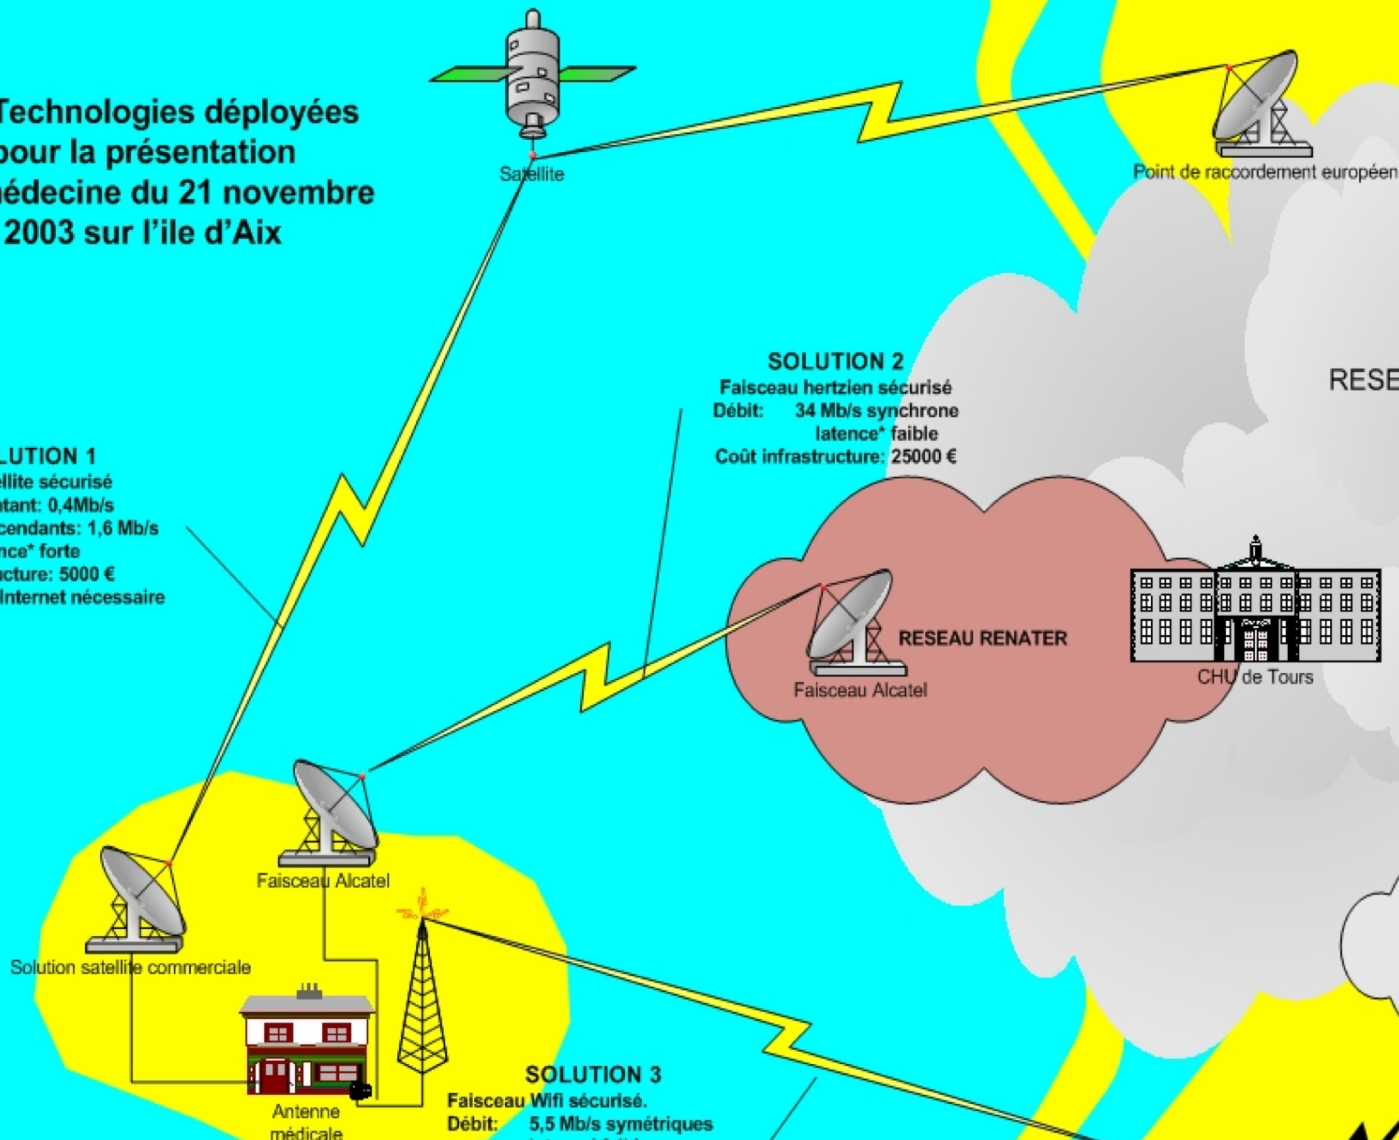 Technologies déployées
pour la présentation
médecine du 21 novembre
2003 sur l'ile d'Aix
Satellite
Point de raccordement européen
SOLUTION 2
Faisceau hertzien sécurisé
Débit: 34 Mb/s synchrone
latence* faible
Coût infrastructure: 25000 €
RESE
LUTION 1
ellite sécurisé
tant: 0,4Mb/s
cendants: 1,6 Mb/s
nce* forte
ucture: 5000 €
Internet nécessaire
RESEAU RENATER
Faisceau Alcatel
CHU de Tours
Faisceau Alcatel
Solution satellite commerciale
Antenne
médicale
SOLUTION 3
Faisceau Wifi sécurisé.
Débit: 5,5 Mb/s symétriques